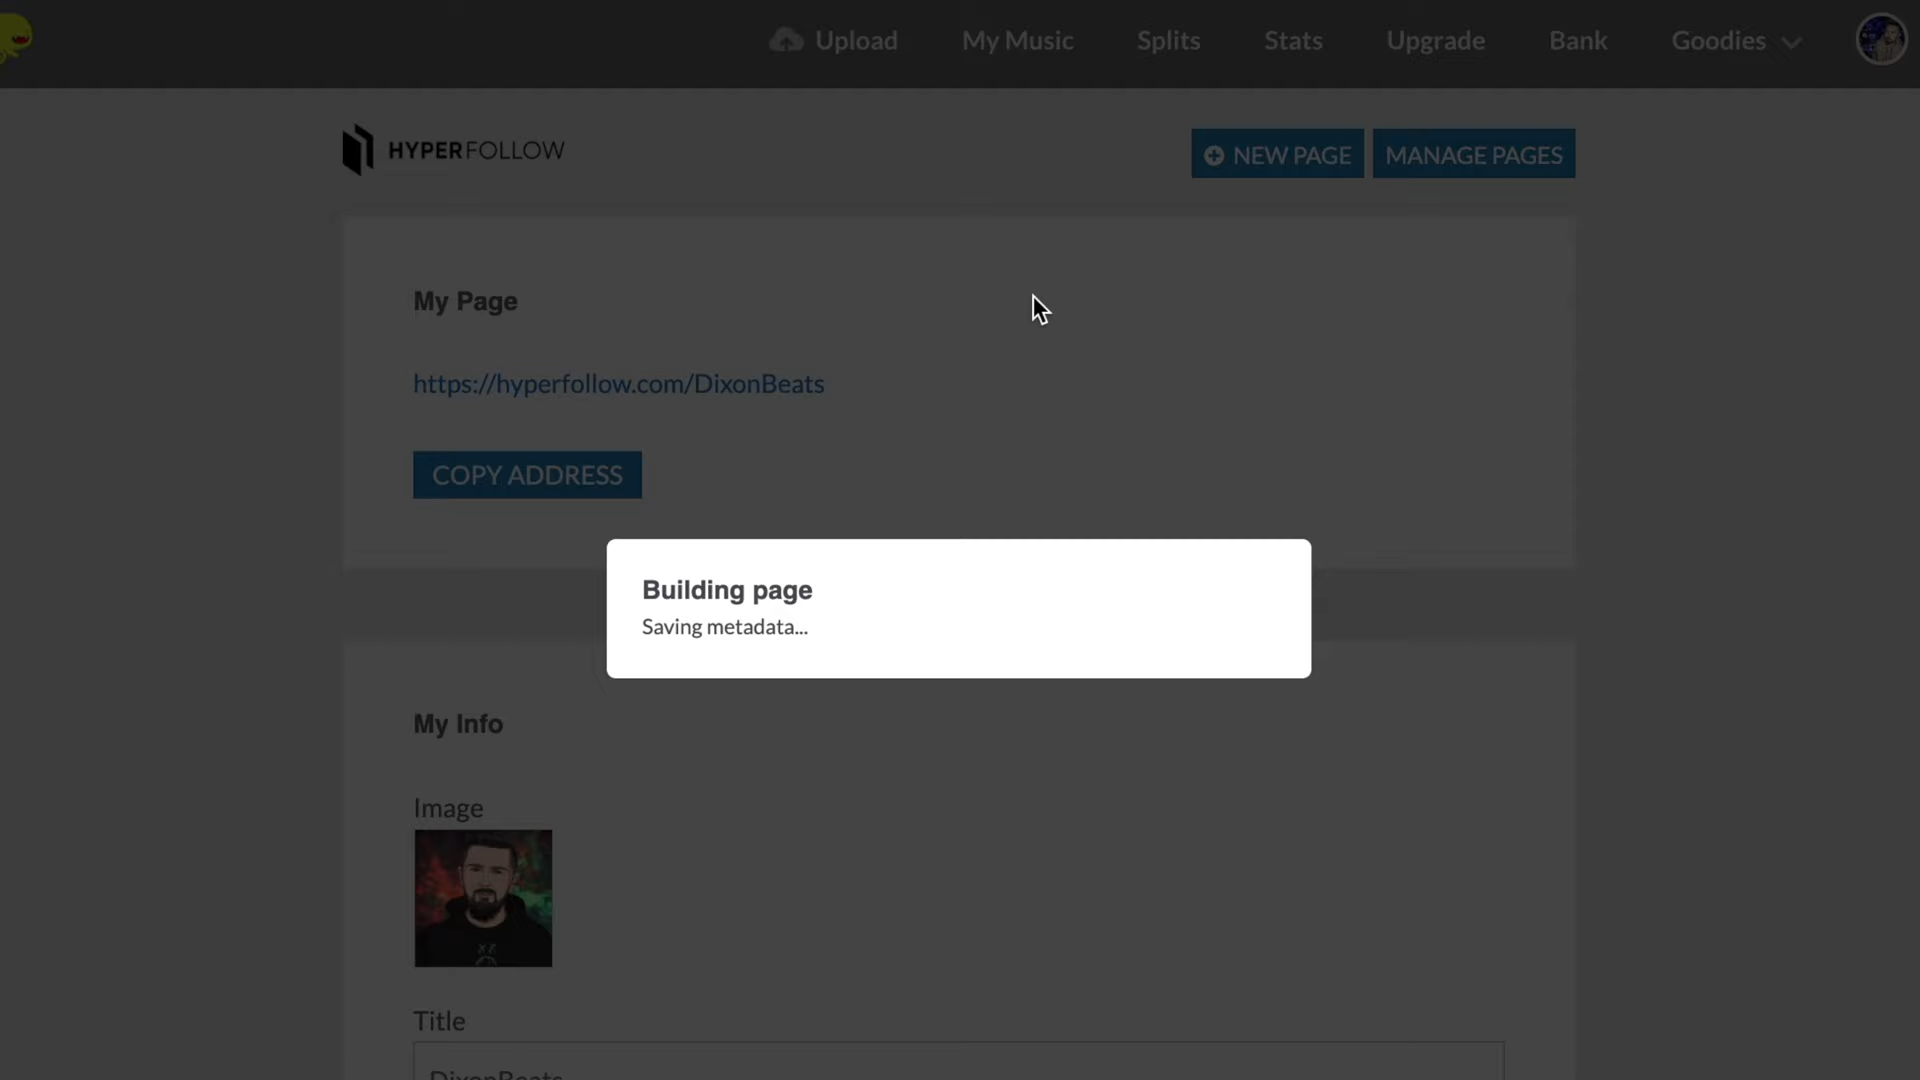 Upload My Music Splits Stats Upgrade Bank Goodies
HYPERFOLLOW
NEW PAGE MANAGE PAGES
My Page
https://hyperfollow.com/DixonBeats
COPY ADDRESS
Building page
Saving metadata...
My Info
Image
Title
DixonBeats